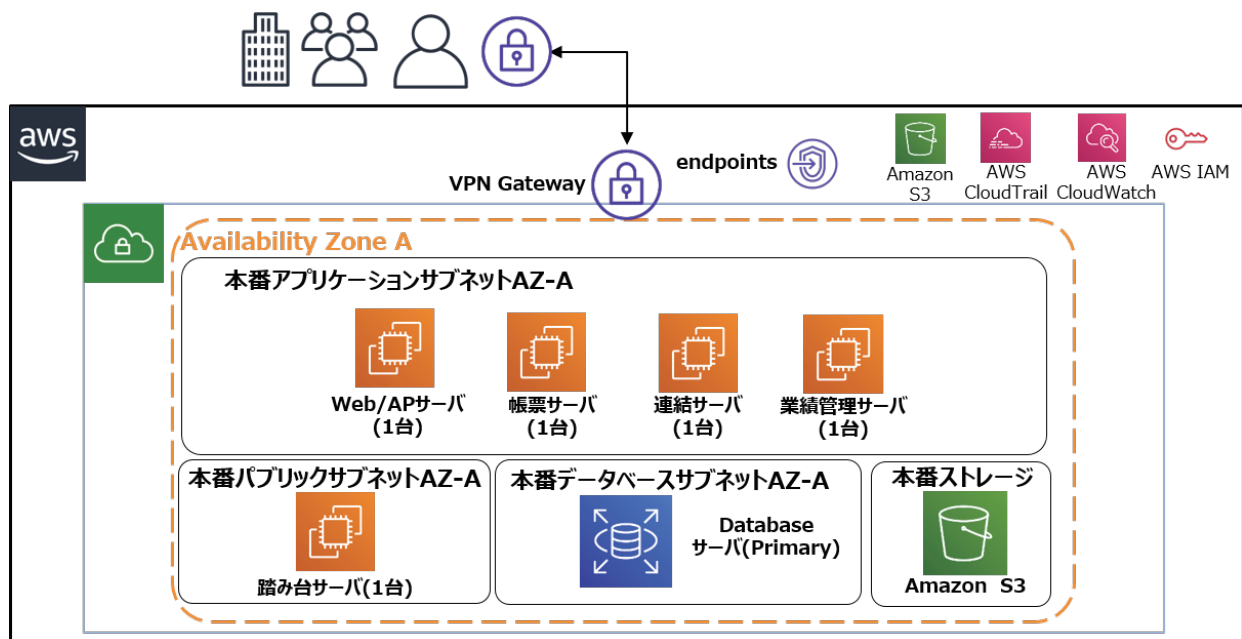 aws
VPN Gateway
endpoints
Amazon
S3
AWS
CloudTrail
AWS
CloudWatch
AWS IAM
Availability Zone A
本番アプリケーションサブネットAZ-A
Web/APサーバ
(1台)
帳票サーバ
(1台)
連結サーバ
(1台)
業績管理サーバ
(1台)
本番パブリックサブネットAZ-A
踏み台サーバ(1台)
本番データベースサブネットAZ-A
Database
サーバ(Primary)
本番ストレージ
Amazon S3